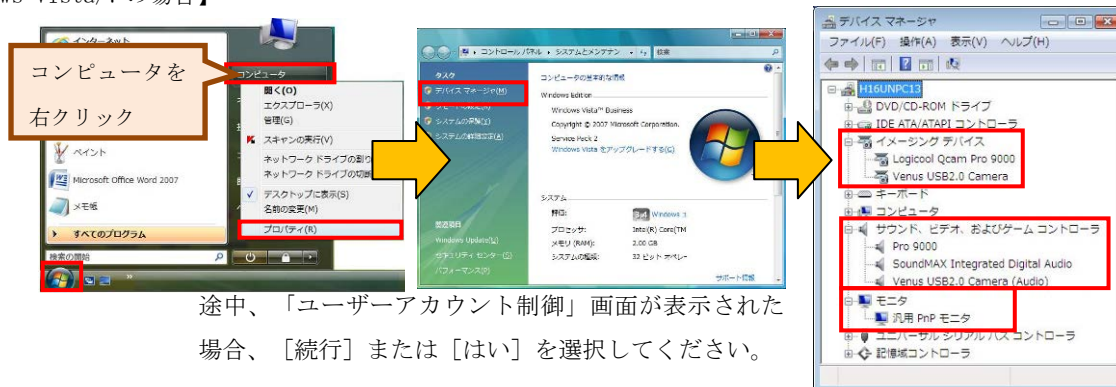 の場合】
コンピュータを
右クリック
コンピュータ
開く(O)
エクスプローラ(X)
管理(G)
スキャンの実行(V)
ネットワーク ドライブの割り
ネットワーク ドライブの切断
デスクトップに表示(S)
名前の変更(M)
プロパティ(R)
ペイント
Microsoft Office Word 2007
メモ帳
すべてのプログラム
検索の開始
コントロール パネル
システムとメンテナン
検索
タスク
デバイス マネージャ(M)
システムの保護(I)
Windows Update(U)
パフォーマンス(P)
コンピュータの基本的な情報
Windows Edition
Windows Vista™ Business
Copyright © 2007 Microsoft Corporation.
Service Pack 2
Windows Vista をアップグレードする(G)
システム
評価:
プロセッサ: Intel(R) Core(TM
メモリ (RAM): 2.00 GB
システムの種類: 32 ビット オペレー
サポート情報
デバイス マネージャ
ファイル(F) 操作(A) 表示(V) ヘルプ(H)
H16UNPC13
DVD/CD-ROM ドライブ
IDE ATA/ATAPI コントローラ
イメージング デバイス
Logicool Qcam Pro 9000
Venus USB2.0 Camera
キーボード
コンピュータ
サウンド、ビデオ、およびゲーム コントローラ
Pro 9000
SoundMAX Integrated Digital Audio
Venus USB2.0 Camera (Audio)
モニタ
汎用 PnP モニタ
ユニバーサル シリアル バス コントローラ
記憶域コントローラ
途中、「ユーザーアカウント制御」画面が表示された
場合、［続行］または［はい］を選択してください。